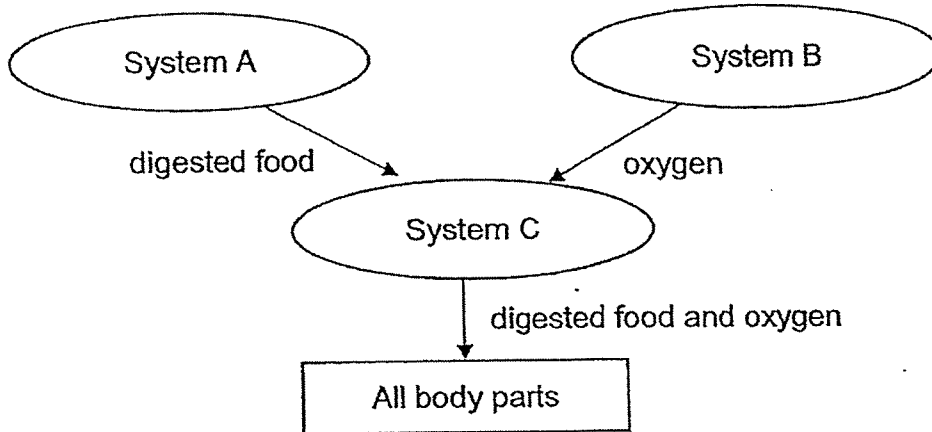 System A
System B
digested food
oxygen
System C
digested food and oxygen
All body parts